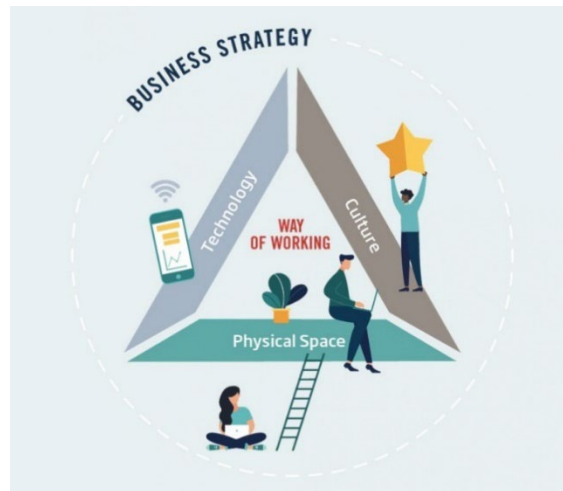 BUSINESS STRATEGY
Technology
Culture
WAY
OF WORKING
Physical Space